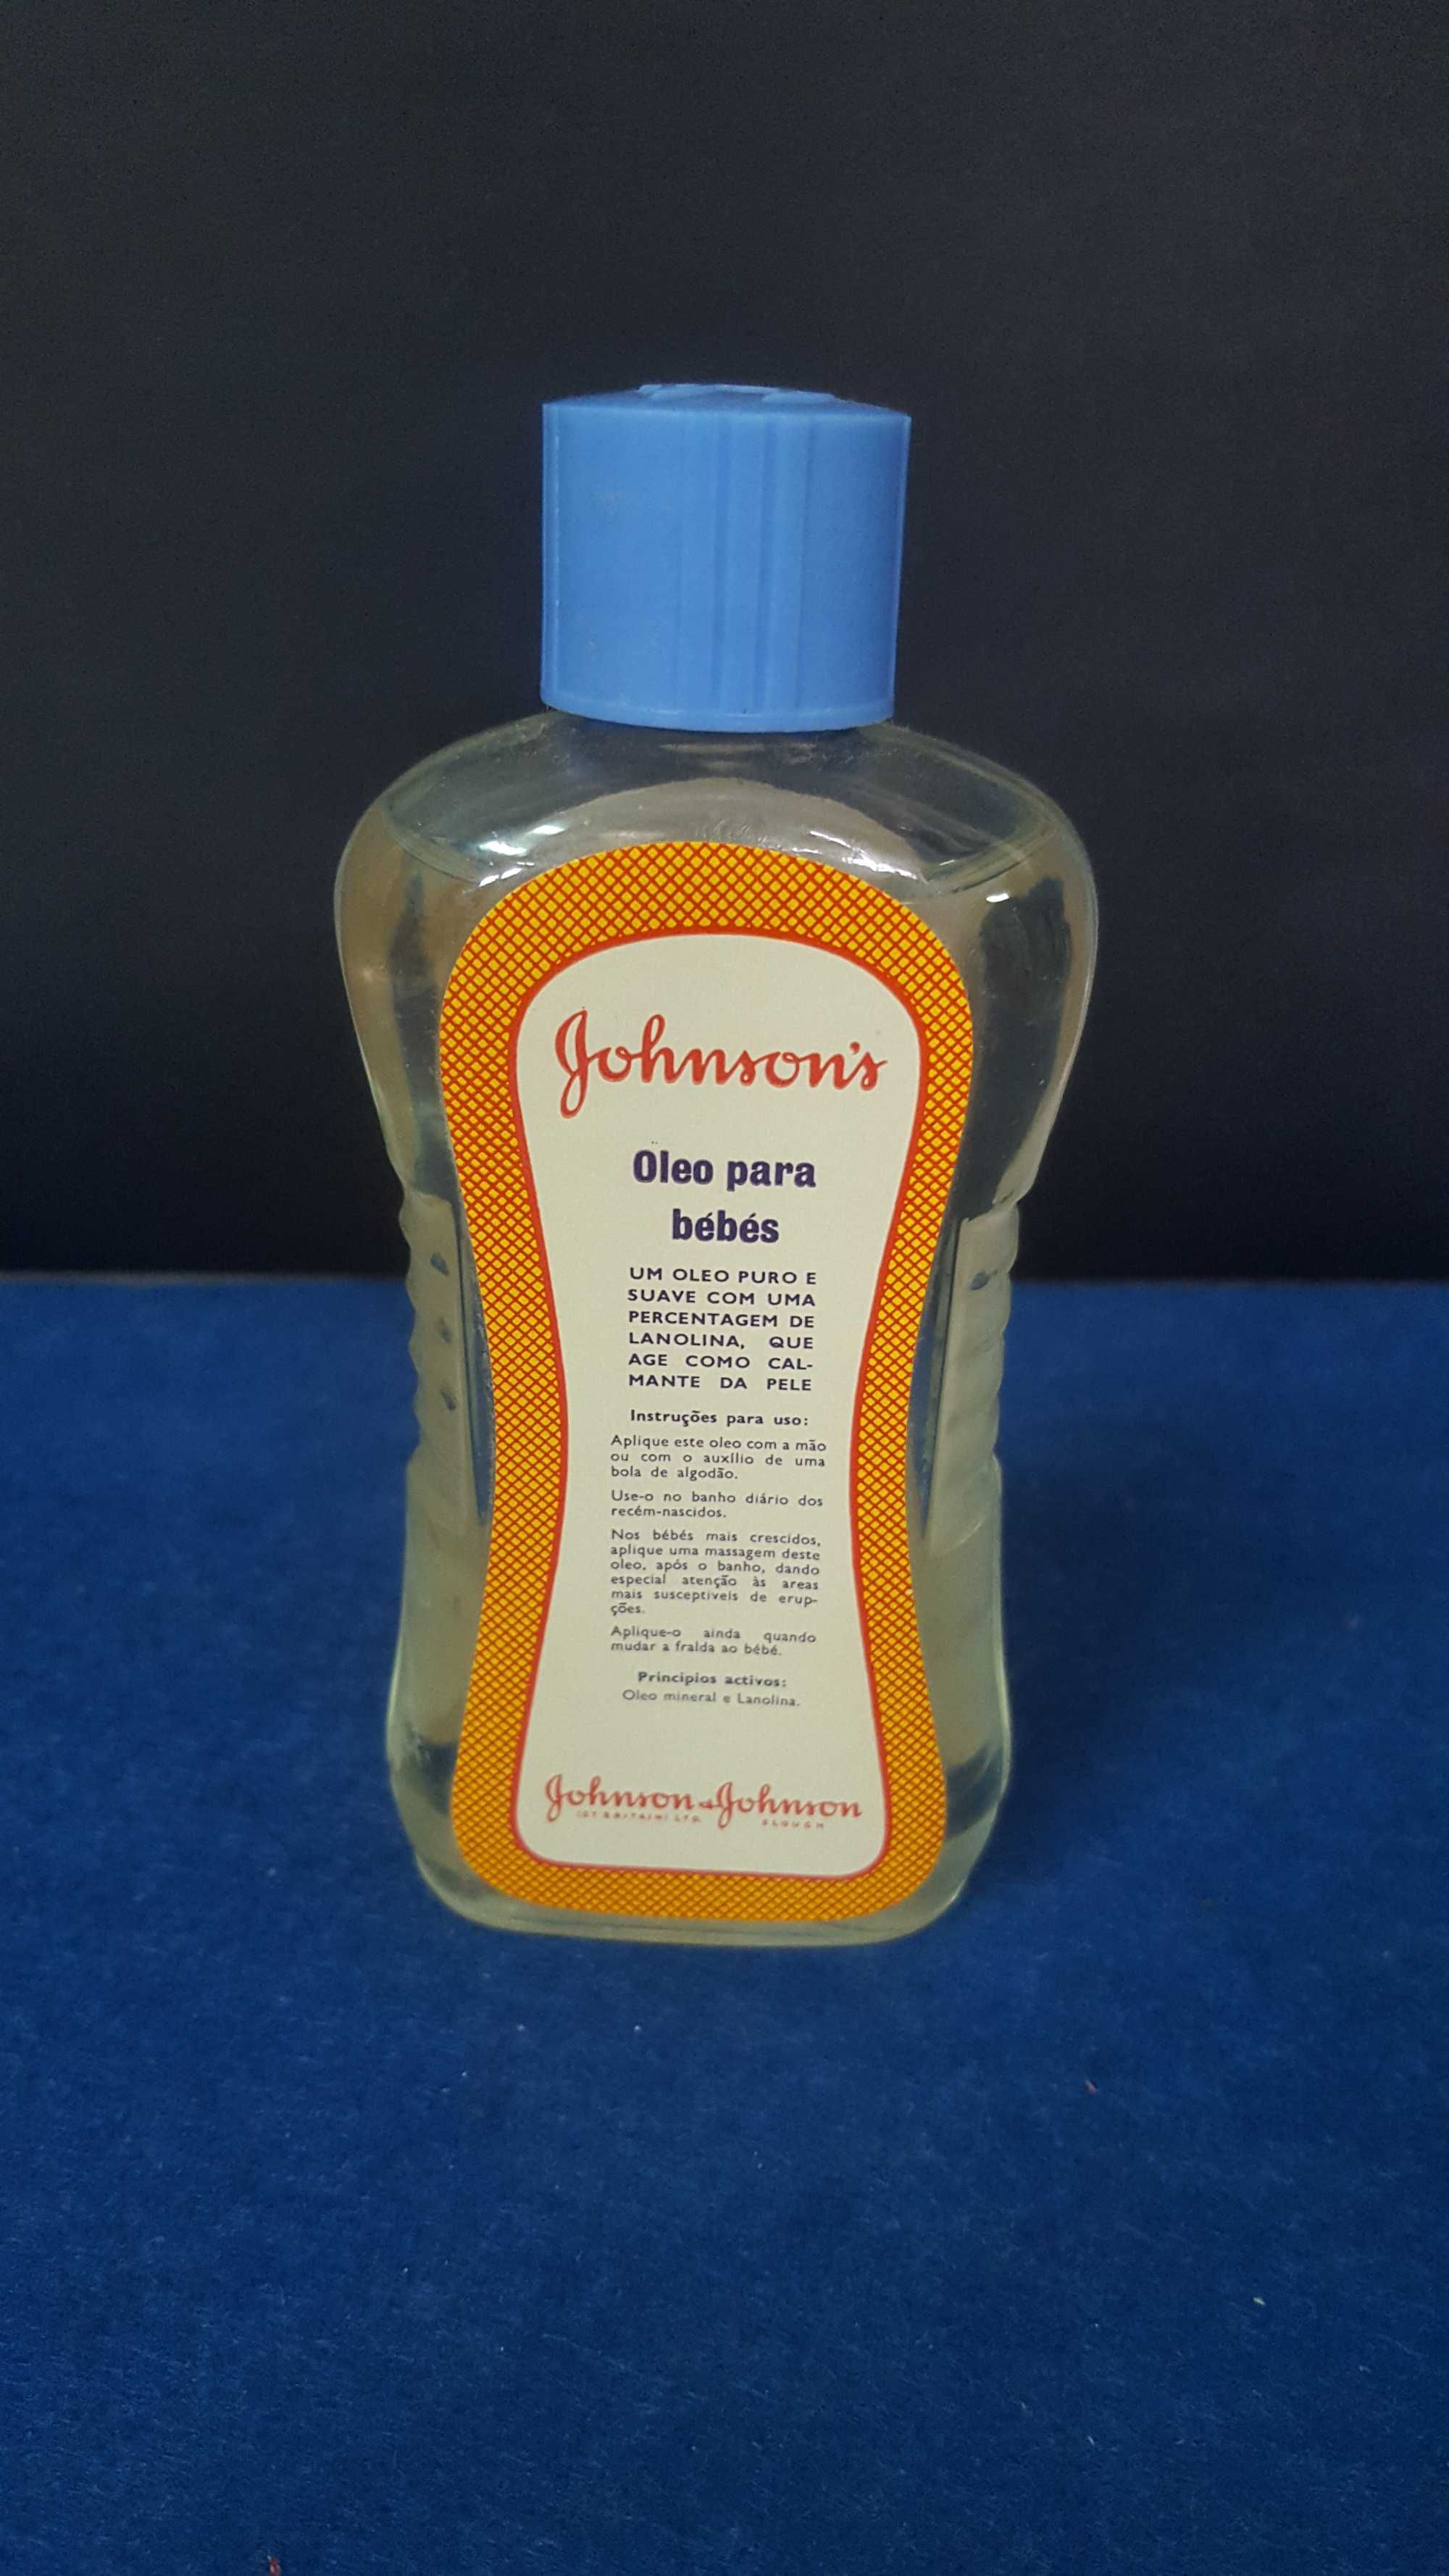 Johnson's
Oleo para
bébés
UM OLEO PURO E
SUAVE COM UMA
PERCENTAGEM DE
LANOLINA, QUE
AGE COMO CAL-
MANTE DA PELE
Instruções para uso:
Aplique este oleo com a mão
ou com o auxílio de uma
bola de algodão.
Use-o no banho diário dos
recém-nascidos.
Nos bébés mais crescidos,
aplique uma massagem deste
oleo, após o banho, dando
especial atenção às areas
mais susceptiveis de erup-
ções.
Aplique-o ainda quando
mudar a fralda ao bébé.
Principios activos:
Oleo mineral e Lanolina.
Johnson & Johnson
(GT BRITAIN) LTD. SLOUGH